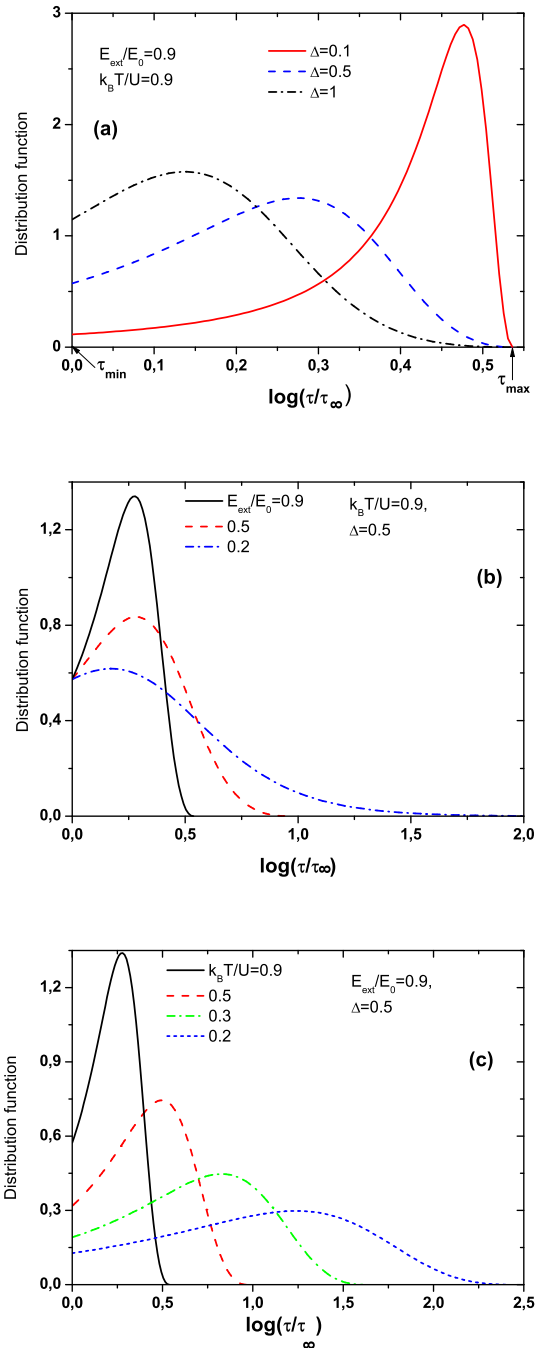 3
2
1
0
Distribution function
E_ext/E_0=0.9
k_BT/U=0.9
(a)
Δ=0.1
Δ=0.5
Δ=1
0,0
0,1
0,2
0,3
0,4
0,5
τ_min
τ_max
log(τ/τ_∞)
1,2
0,8
0,4
0,0
Distribution function
E_ext/E_0=0.9
0.5
0.2
k_BT/U=0.9,
Δ=0.5
(b)
0,0
0,5
1,0
1,5
2,0
log(τ/τ∞)
1,2
0,9
0,6
0,3
0,0
Distribution function
k_BT/U=0.9
0.5
0.3
0.2
E_ext/E_0=0.9,
Δ=0.5
(c)
0,0
0,5
1,0
1,5
2,0
2,5
log(τ/τ_∞)